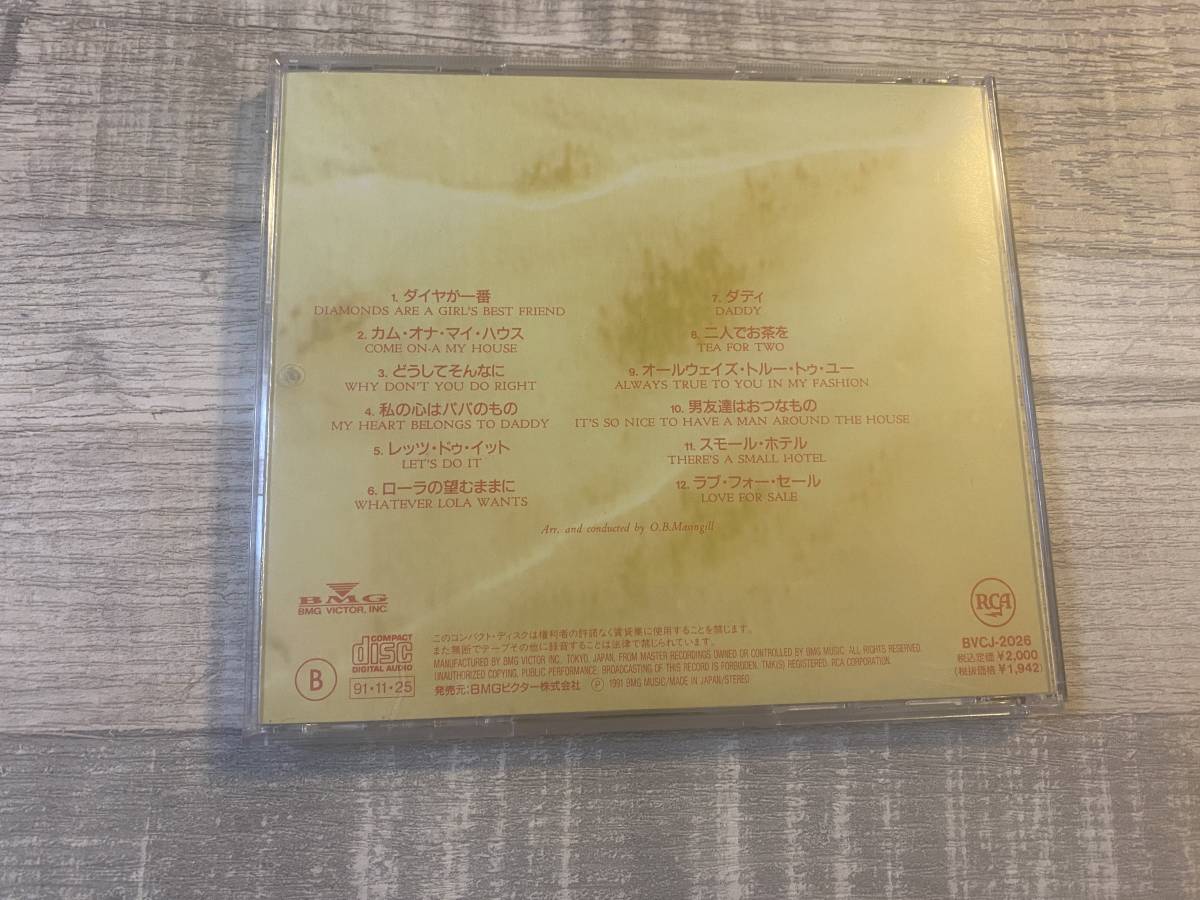 1. ダイヤが一番
DIAMONDS ARE A GIRL'S BEST FRIEND
2. カム・オナ・マイ・ハウス
COME ON-A MY HOUSE
3. どうしてそんなに
WHY DON'T YOU DO RIGHT
4. 私の心はパパのもの
MY HEART BELONGS TO DADDY
5. レッツ・ドゥ・イット
LET'S DO IT
6. ローラの望むままに
WHATEVER LOLA WANTS
7. ダディ
DADDY
8. 二人でお茶を
TEA FOR TWO
9. オールウェイズ・トルー・トゥ・ユー
ALWAYS TRUE TO YOU IN MY FASHION
10. 男友達はおつなもの
IT'S SO NICE TO HAVE A MAN AROUND THE HOUSE
11. スモール・ホテル
THERE'S A SMALL HOTEL
12. ラブ・フォー・セール
LOVE FOR SALE
Arr. and conducted by O.B.Masingill
BMG
BMG VICTOR, INC.
B
COMPACT
disc
DIGITAL AUDIO
91・11・25
このコンパクト・ディスクは権利者の許諾なく賃貸業に使用することを禁じます。
また無断でテープその他に録音することは法律で禁じられています。
MANUFACTURED BY BMG VICTOR INC., TOKYO, JAPAN, FROM MASTER RECORDINGS OWNED OR CONTROLLED BY BMG MUSIC, ALL RIGHTS RESERVED.
UNAUTHORIZED COPYING, PUBLIC PERFORMANCE, BROADCASTING OF THIS RECORD IS FORBIDDEN. TMK(S) REGISTERED. RCA CORPORATION.
発売元:BMGビクター株式会社 Ⓟ 1991 BMG MUSIC/MADE IN JAPAN/STEREO
RCA
BVCJ-2026
税込定価 ¥2,000
(税抜価格 ¥1,942)